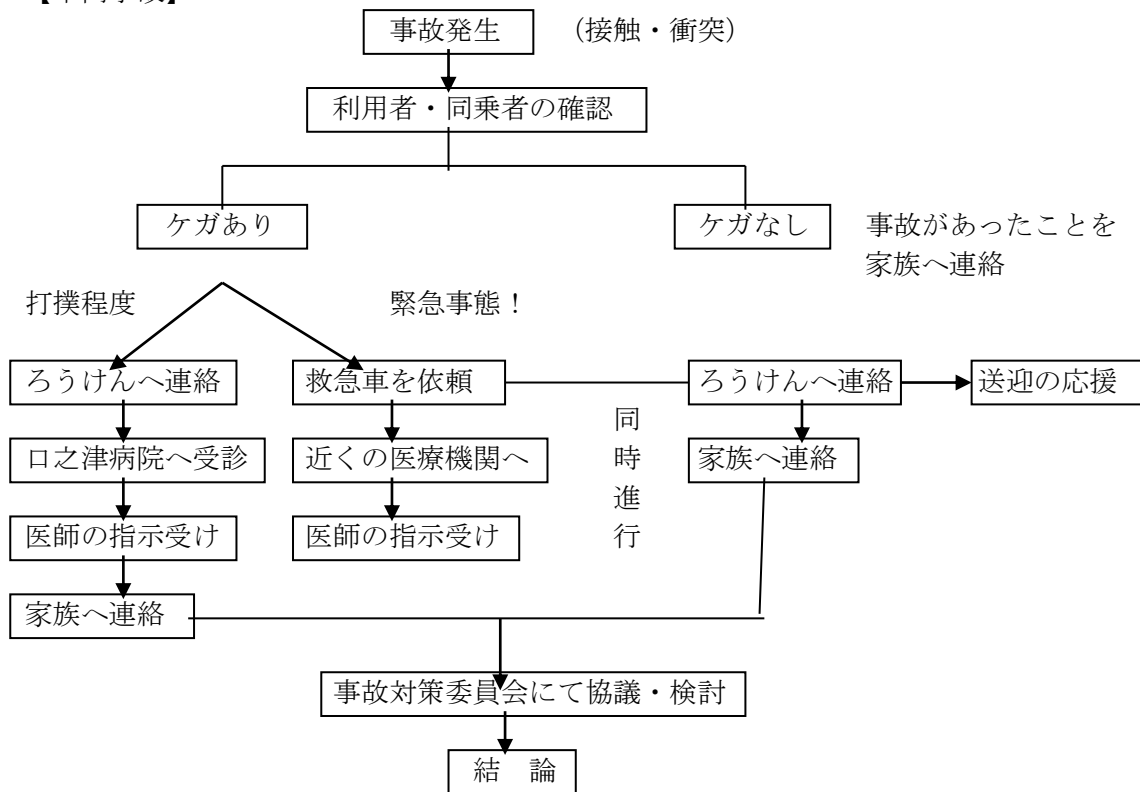 事故発生 （接触・衝突）
利用者・同乗者の確認
ケガあり
ケガなし
事故があったことを
家族へ連絡
打撲程度
緊急事態！
ろうけんへ連絡
救急車を依頼
ろうけんへ連絡
送迎の応援
同時進行
口之津病院へ受診
近くの医療機関へ
家族へ連絡
医師の指示受け
医師の指示受け
家族へ連絡
事故対策委員会にて協議・検討
結　論